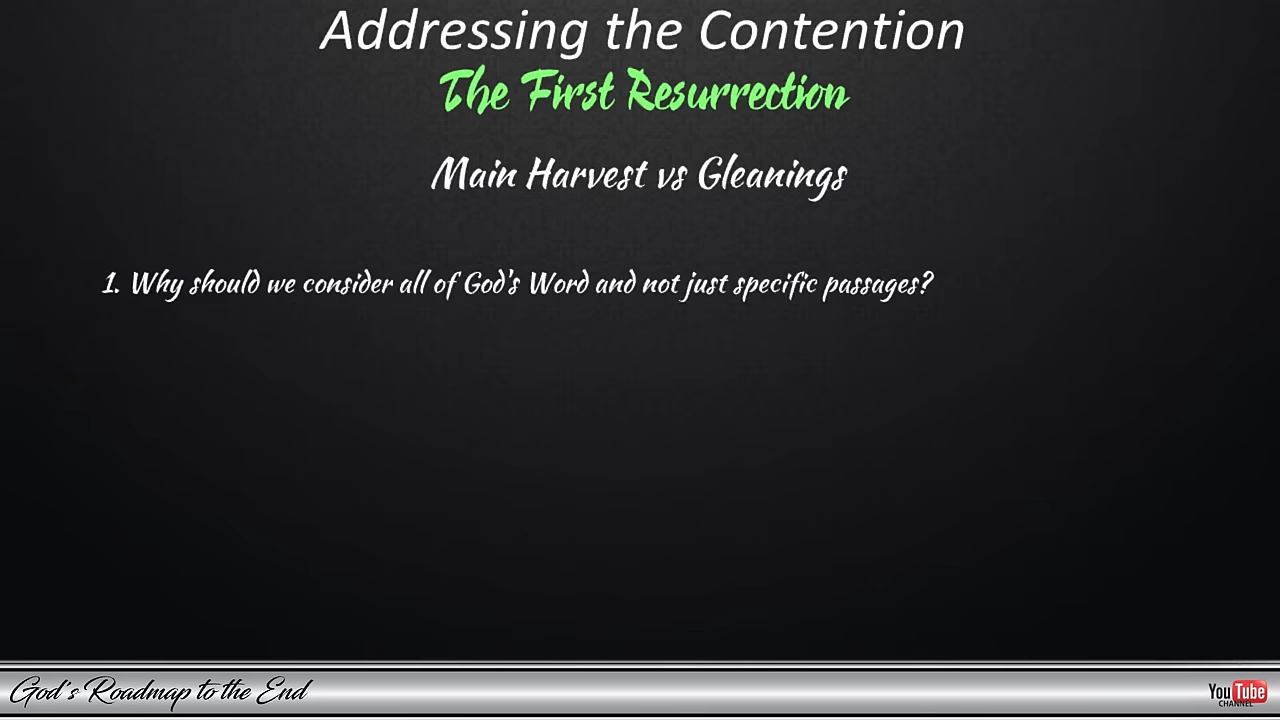 Addressing the Contention
The First Resurrection
Main Harvest vs Gleanings
1. Why should we consider all of God's Word and not just specific passages?
God's Roadmap to the End
YouTube
CHANNEL